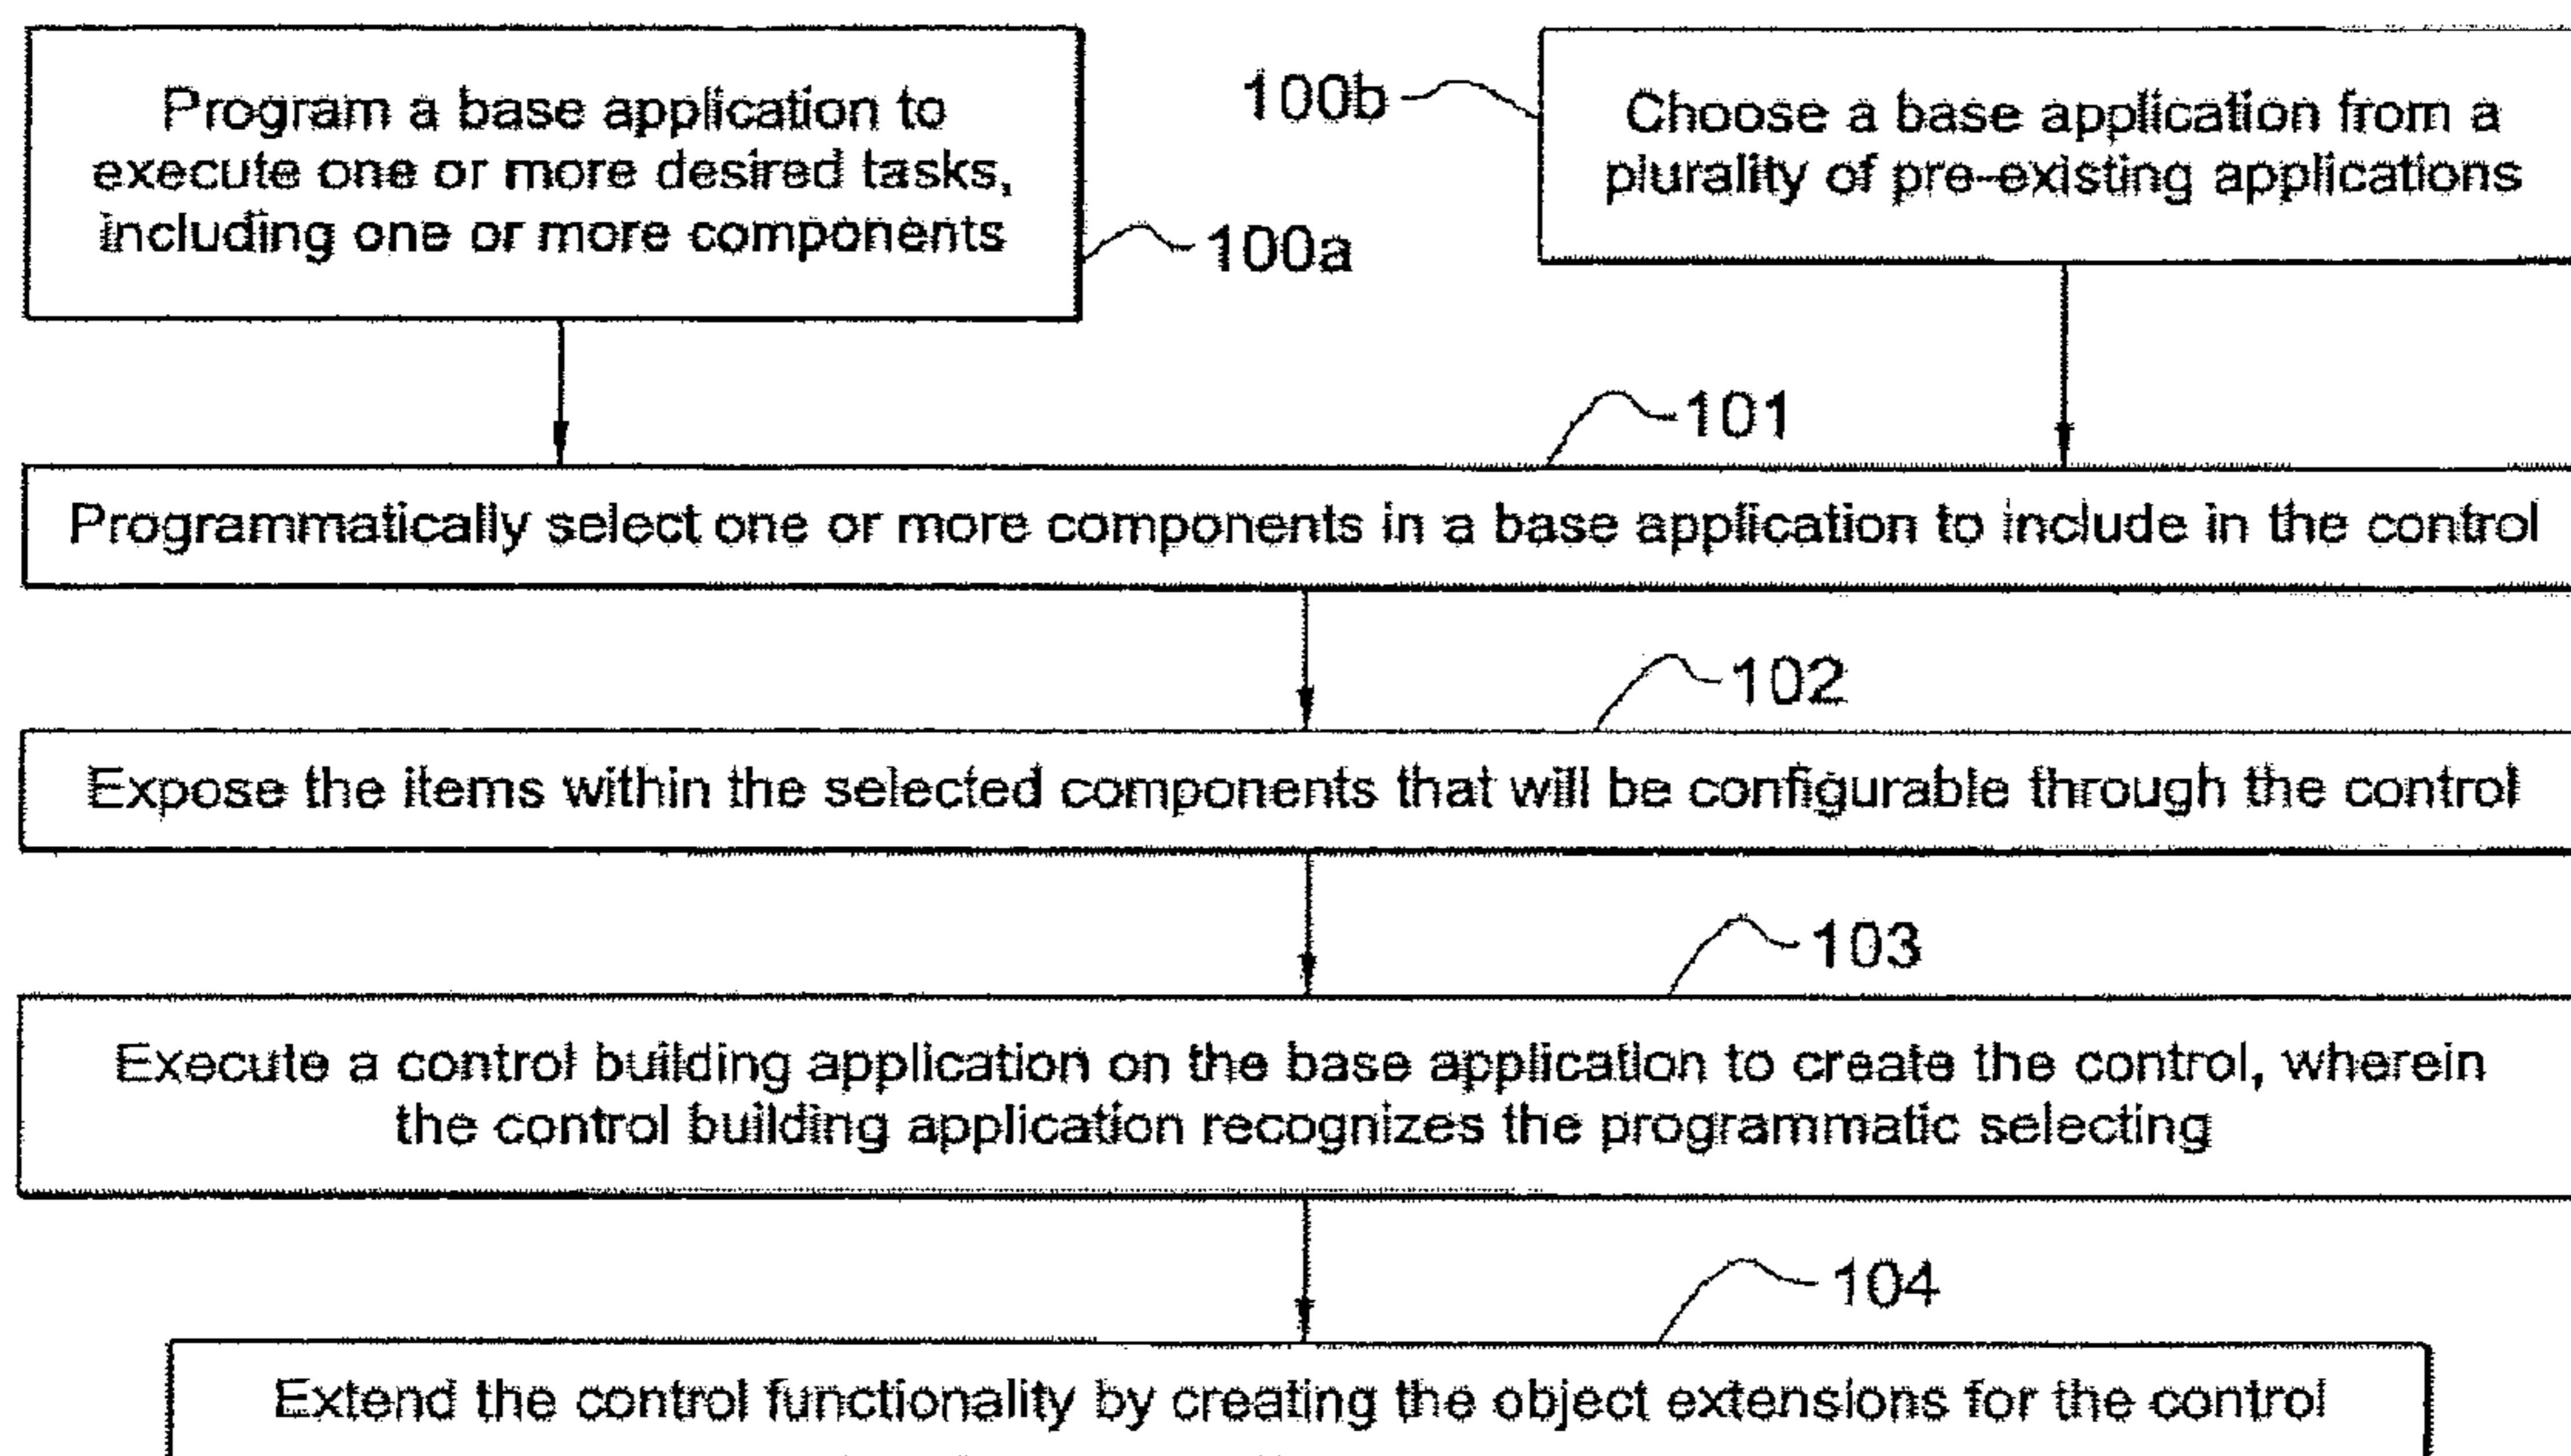 Program a base application to
execute one or more desired tasks,
including one or more components
100a
100b
Choose a base application from a
plurality of pre-existing applications
101
Programmatically select one or more components in a base application to include in the control
102
Expose the items within the selected components that will be configurable through the control
103
Execute a control building application on the base application to create the control, wherein
the control building application recognizes the programmatic selecting
104
Extend the control functionality by creating the object extensions for the control